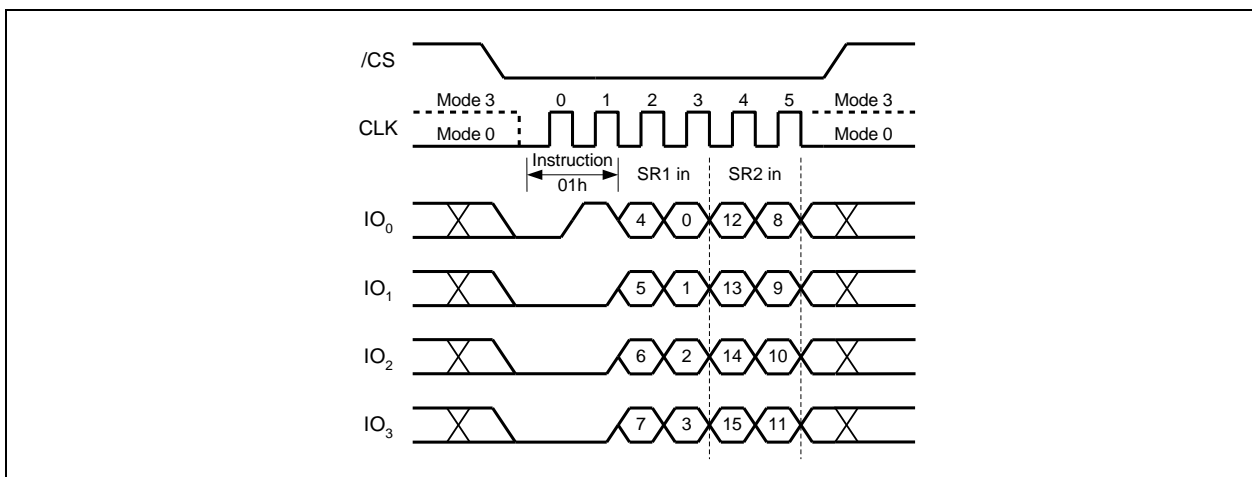 /CS
Mode 3 0 1 2 3 4 5 Mode 3
CLK Mode 0 Mode 0
Instruction
01h SR1 in SR2 in
IO0 4 0 12 8
IO1 5 1 13 9
IO2 6 2 14 10
IO3 7 3 15 11